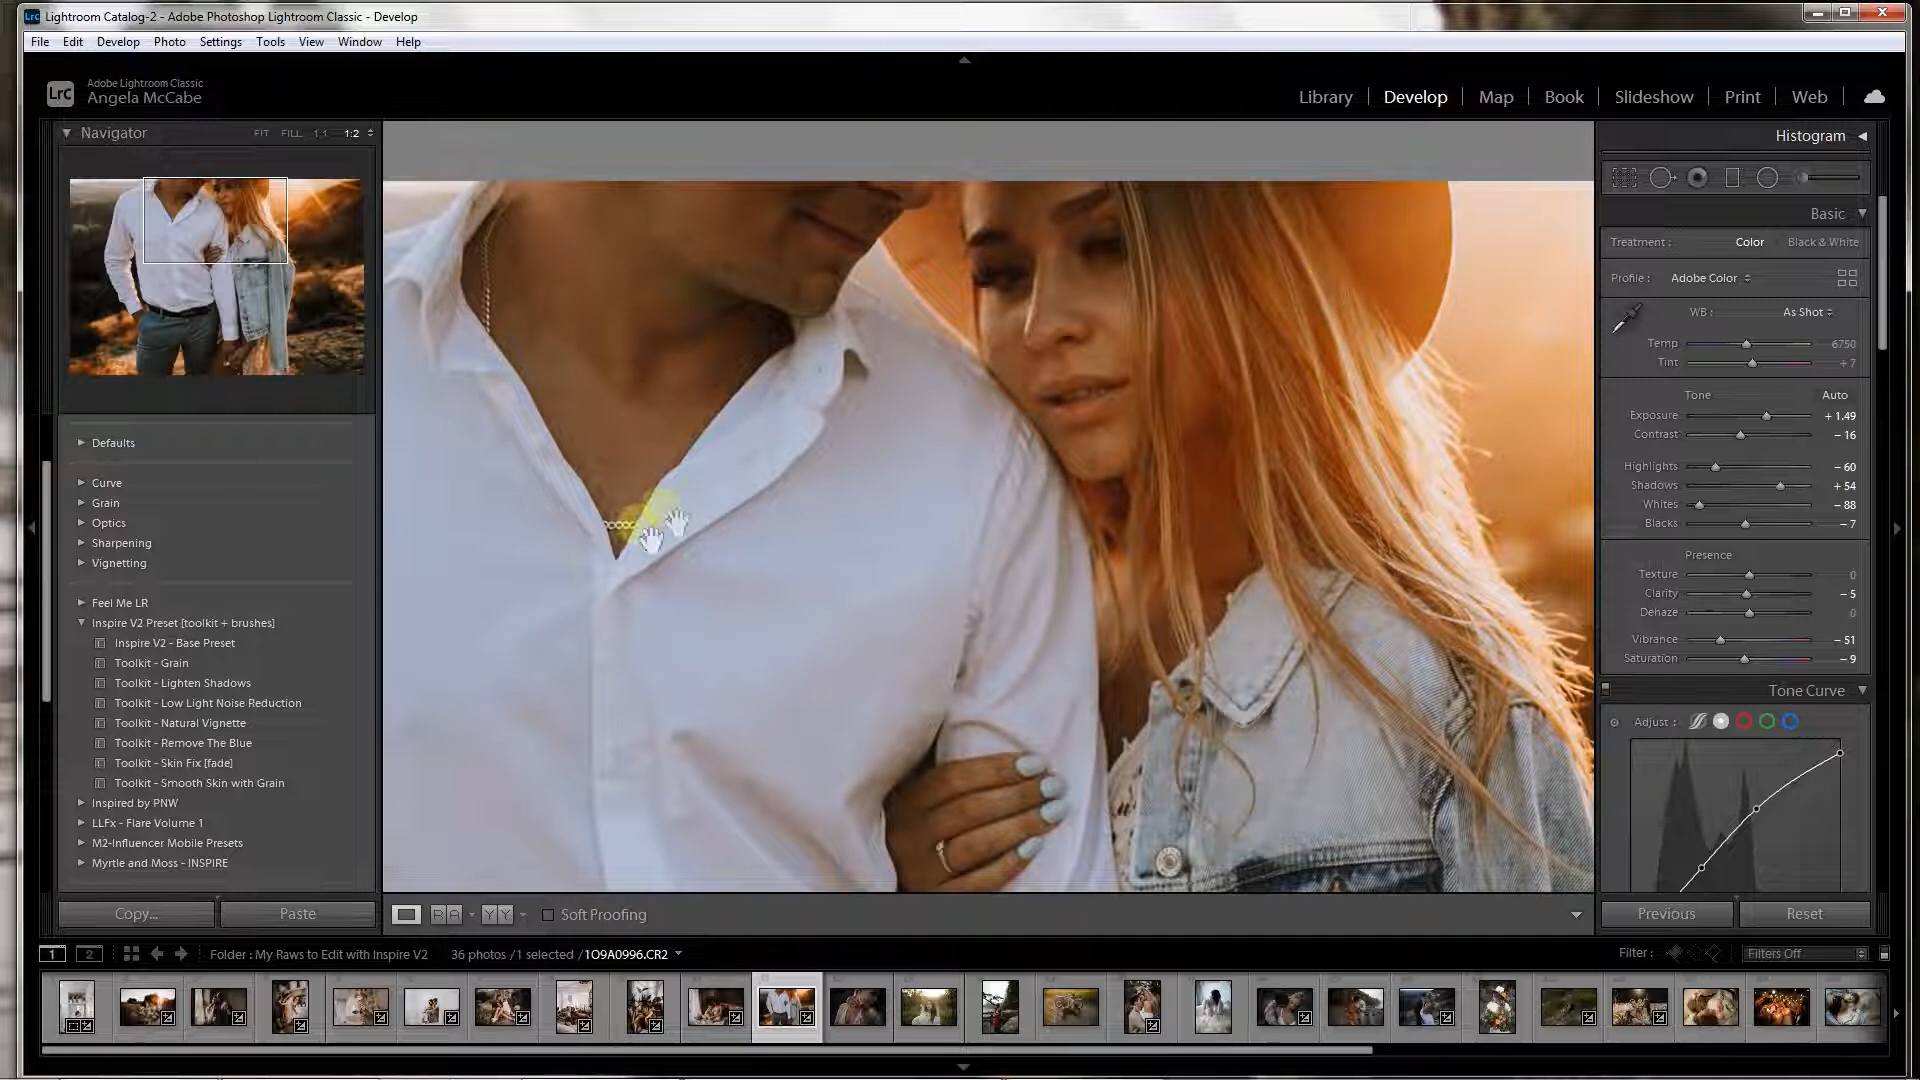 Lightroom Catalog-2 - Adobe Photoshop Lightroom Classic - Develop
File Edit Develop Photo Settings Tools View Window Help
LrC
Adobe Lightroom Classic
Angela McCabe
Library Develop Map Book Slideshow Print Web
Navigator FIT FILL 1:1 1:2
Defaults
Curve
Grain
Optics
Sharpening
Vignetting
Feel Me LR
Inspire V2 Preset [toolkit + brushes]
Inspire V2 - Base Preset
Toolkit - Grain
Toolkit - Lighten Shadows
Toolkit - Low Light Noise Reduction
Toolkit - Natural Vignette
Toolkit - Remove The Blue
Toolkit - Skin Fix [fade]
Toolkit - Smooth Skin with Grain
Inspired by PNW
LLFx - Flare Volume 1
M2-Influencer Mobile Presets
Myrtle and Moss - INSPIRE
Copy... Paste
Soft Proofing
Histogram
Basic
Treatment : Color Black & White
Profile : Adobe Color
WB : As Shot
Temp 6750
Tint + 7
Tone Auto
Exposure + 1.49
Contrast - 16
Highlights - 60
Shadows + 54
Whites - 88
Blacks - 7
Presence
Texture 0
Clarity - 5
Dehaze 0
Vibrance - 51
Saturation - 9
Tone Curve
Adjust :
Previous Reset
1 2 Folder : My Raws to Edit with Inspire V2 36 photos /1 selected /1O9A0996.CR2 Filter : Filters Off